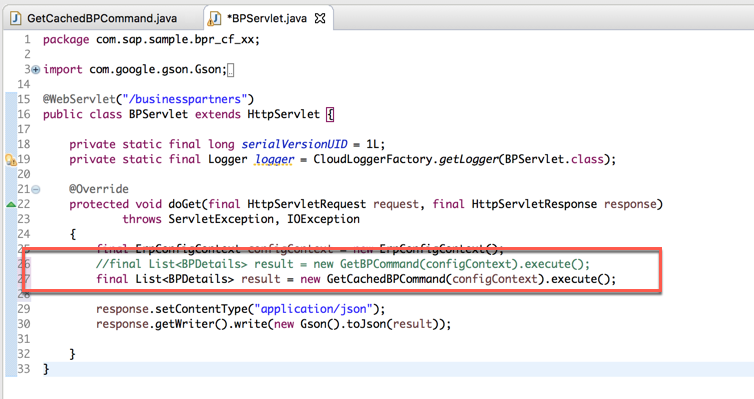 GetCachedBPCommand.java
*BPServlet.java
1 package com.sap.sample.bpr_cf_xx;
2
3 import com.google.gson.Gson;
14
15 @WebServlet("/businesspartners")
16 public class BPServlet extends HttpServlet {
17
18 private static final long serialVersionUID = 1L;
19 private static final Logger logger = CloudLoggerFactory.getLogger(BPServlet.class);
20
21 @Override
22 protected void doGet(final HttpServletRequest request, final HttpServletResponse response)
23 throws ServletException, IOException
24 {
25 final ErpConfigContext configContext = new ErpConfigContext();
26 //final List<BPDetails> result = new GetBPCommand(configContext).execute();
27 final List<BPDetails> result = new GetCachedBPCommand(configContext).execute();
28
29 response.setContentType("application/json");
30 response.getWriter().write(new Gson().toJson(result));
31
32 }
33 }